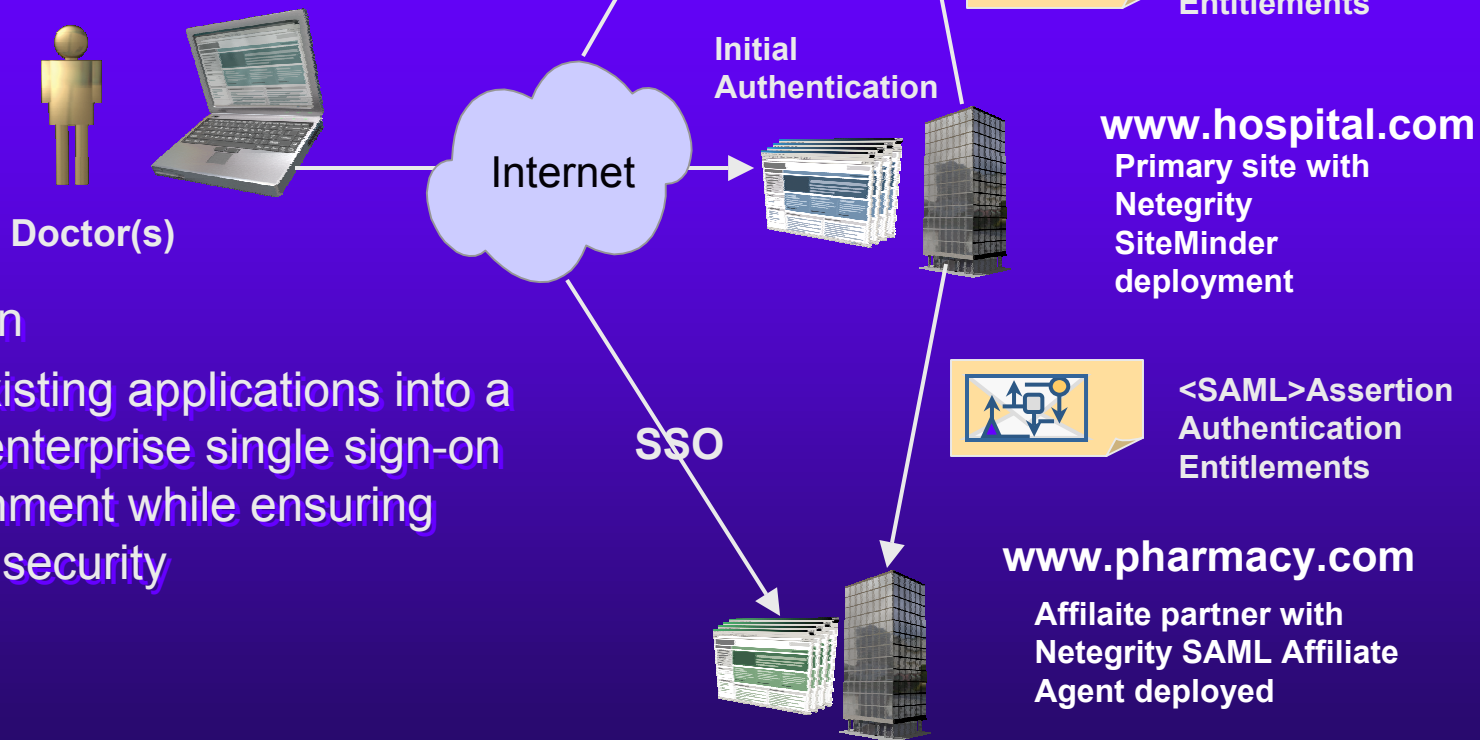 Entitlements
Initial
Authentication
www.hospital.com
Primary site with
Netegrity
SiteMinder
deployment
Internet
Doctor(s)
n
isting applications into a
enterprise single sign-on
nment while ensuring
security
SSO
<SAML>Assertion
Authentication
Entitlements
www.pharmacy.com
Affilaite partner with
Netegrity SAML Affiliate
Agent deployed